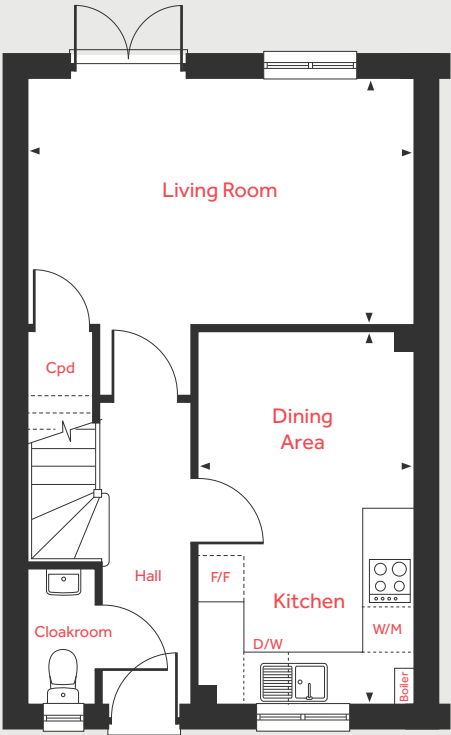 Living Room
Cpd
Dining
Area
Hall
F/F
Kitchen
W/M
Cloakroom
D/W
Boiler